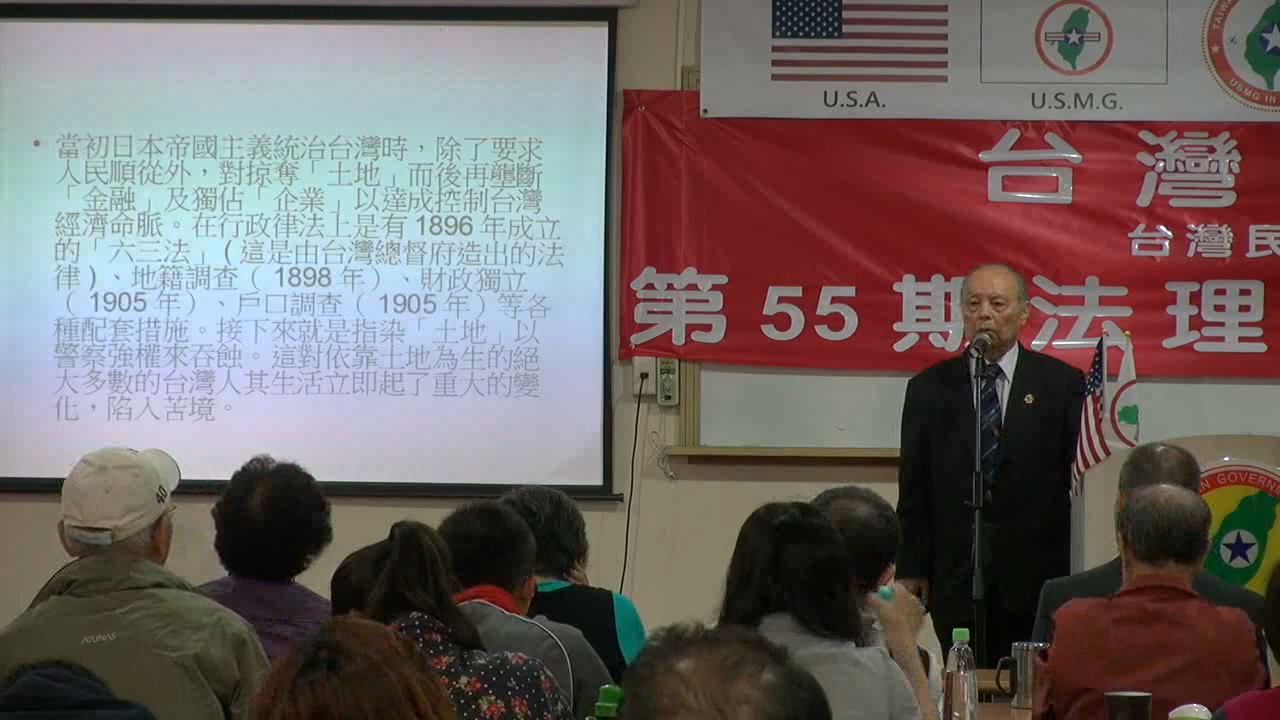 • 當初日本帝國主義統治台灣時，除了要求
人民順從外，對掠奪「土地」而後再壟斷
「金融」及獨佔「企業」以達成控制台灣
經濟命脈。在行政律法上是有 1896 年成立
的「六三法」( 這是由台灣總督府造出的法
律 )、地籍調查（ 1898 年）、財政獨立
（ 1905 年）、戶口調查（ 1905 年）等各
種配套措施。接下來就是指染「土地」以
警察強權來吞蝕。這對依靠土地為生的絕
大多數的台灣人其生活立即起了重大的變
化，陷入苦境。
U.S.A.
U.S.M.G.
USMG IN
台灣
台灣民
第 55 期法理
GOVERN
ATUNAS
40